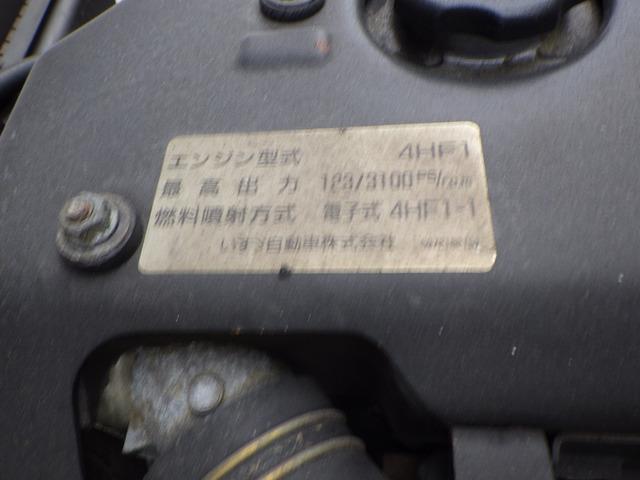 エンジン型式 4HF1
最高出力 123/3100 PS/rpm
燃料噴射方式 電子式 4HF1-1
いすゞ自動車株式会社